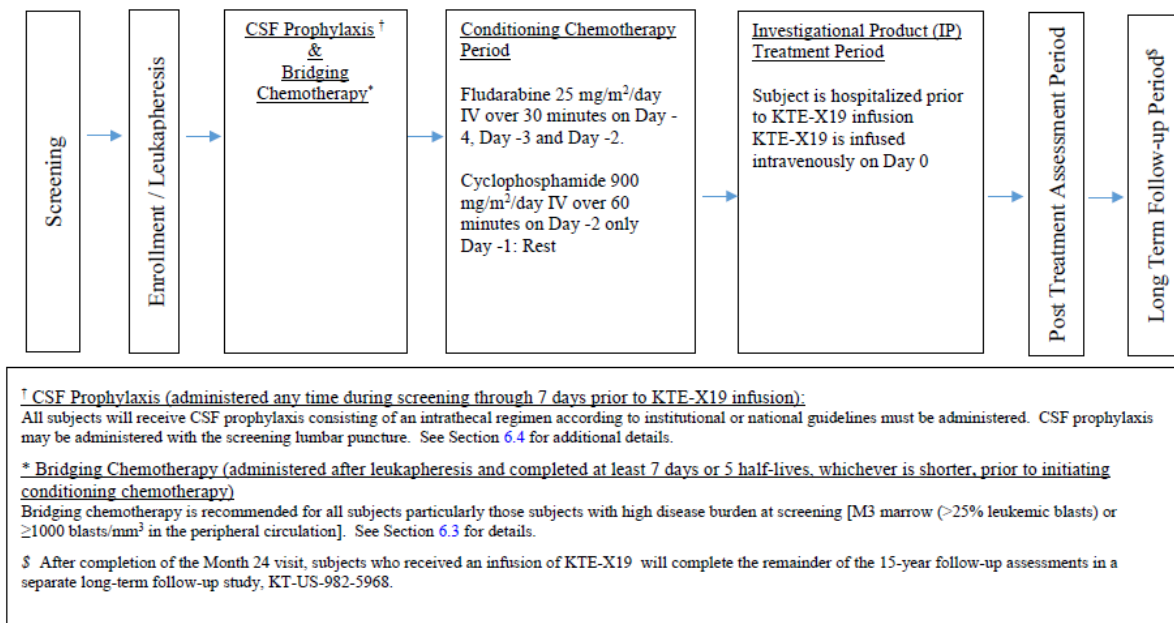 Screening
Enrollment / Leukapheresis
CSF Prophylaxis †
&
Bridging
Chemotherapy*
Conditioning Chemotherapy
Period
Fludarabine 25 mg/m²/day
IV over 30 minutes on Day -
4, Day -3 and Day -2.
Cyclophosphamide 900
mg/m²/day IV over 60
minutes on Day -2 only
Day -1: Rest
Investigational Product (IP)
Treatment Period
Subject is hospitalized prior
to KTE-X19 infusion
KTE-X19 is infused
intravenously on Day 0
Post Treatment Assessment Period
Long Term Follow-up Period$
† CSF Prophylaxis (administered any time during screening through 7 days prior to KTE-X19 infusion):
All subjects will receive CSF prophylaxis consisting of an intrathecal regimen according to institutional or national guidelines must be administered. CSF prophylaxis
may be administered with the screening lumbar puncture. See Section 6.4 for additional details.
* Bridging Chemotherapy (administered after leukapheresis and completed at least 7 days or 5 half-lives, whichever is shorter, prior to initiating
conditioning chemotherapy)
Bridging chemotherapy is recommended for all subjects particularly those subjects with high disease burden at screening [M3 marrow (>25% leukemic blasts) or
≥1000 blasts/mm³ in the peripheral circulation]. See Section 6.3 for details.
$ After completion of the Month 24 visit, subjects who received an infusion of KTE-X19 will complete the remainder of the 15-year follow-up assessments in a
separate long-term follow-up study, KT-US-982-5968.